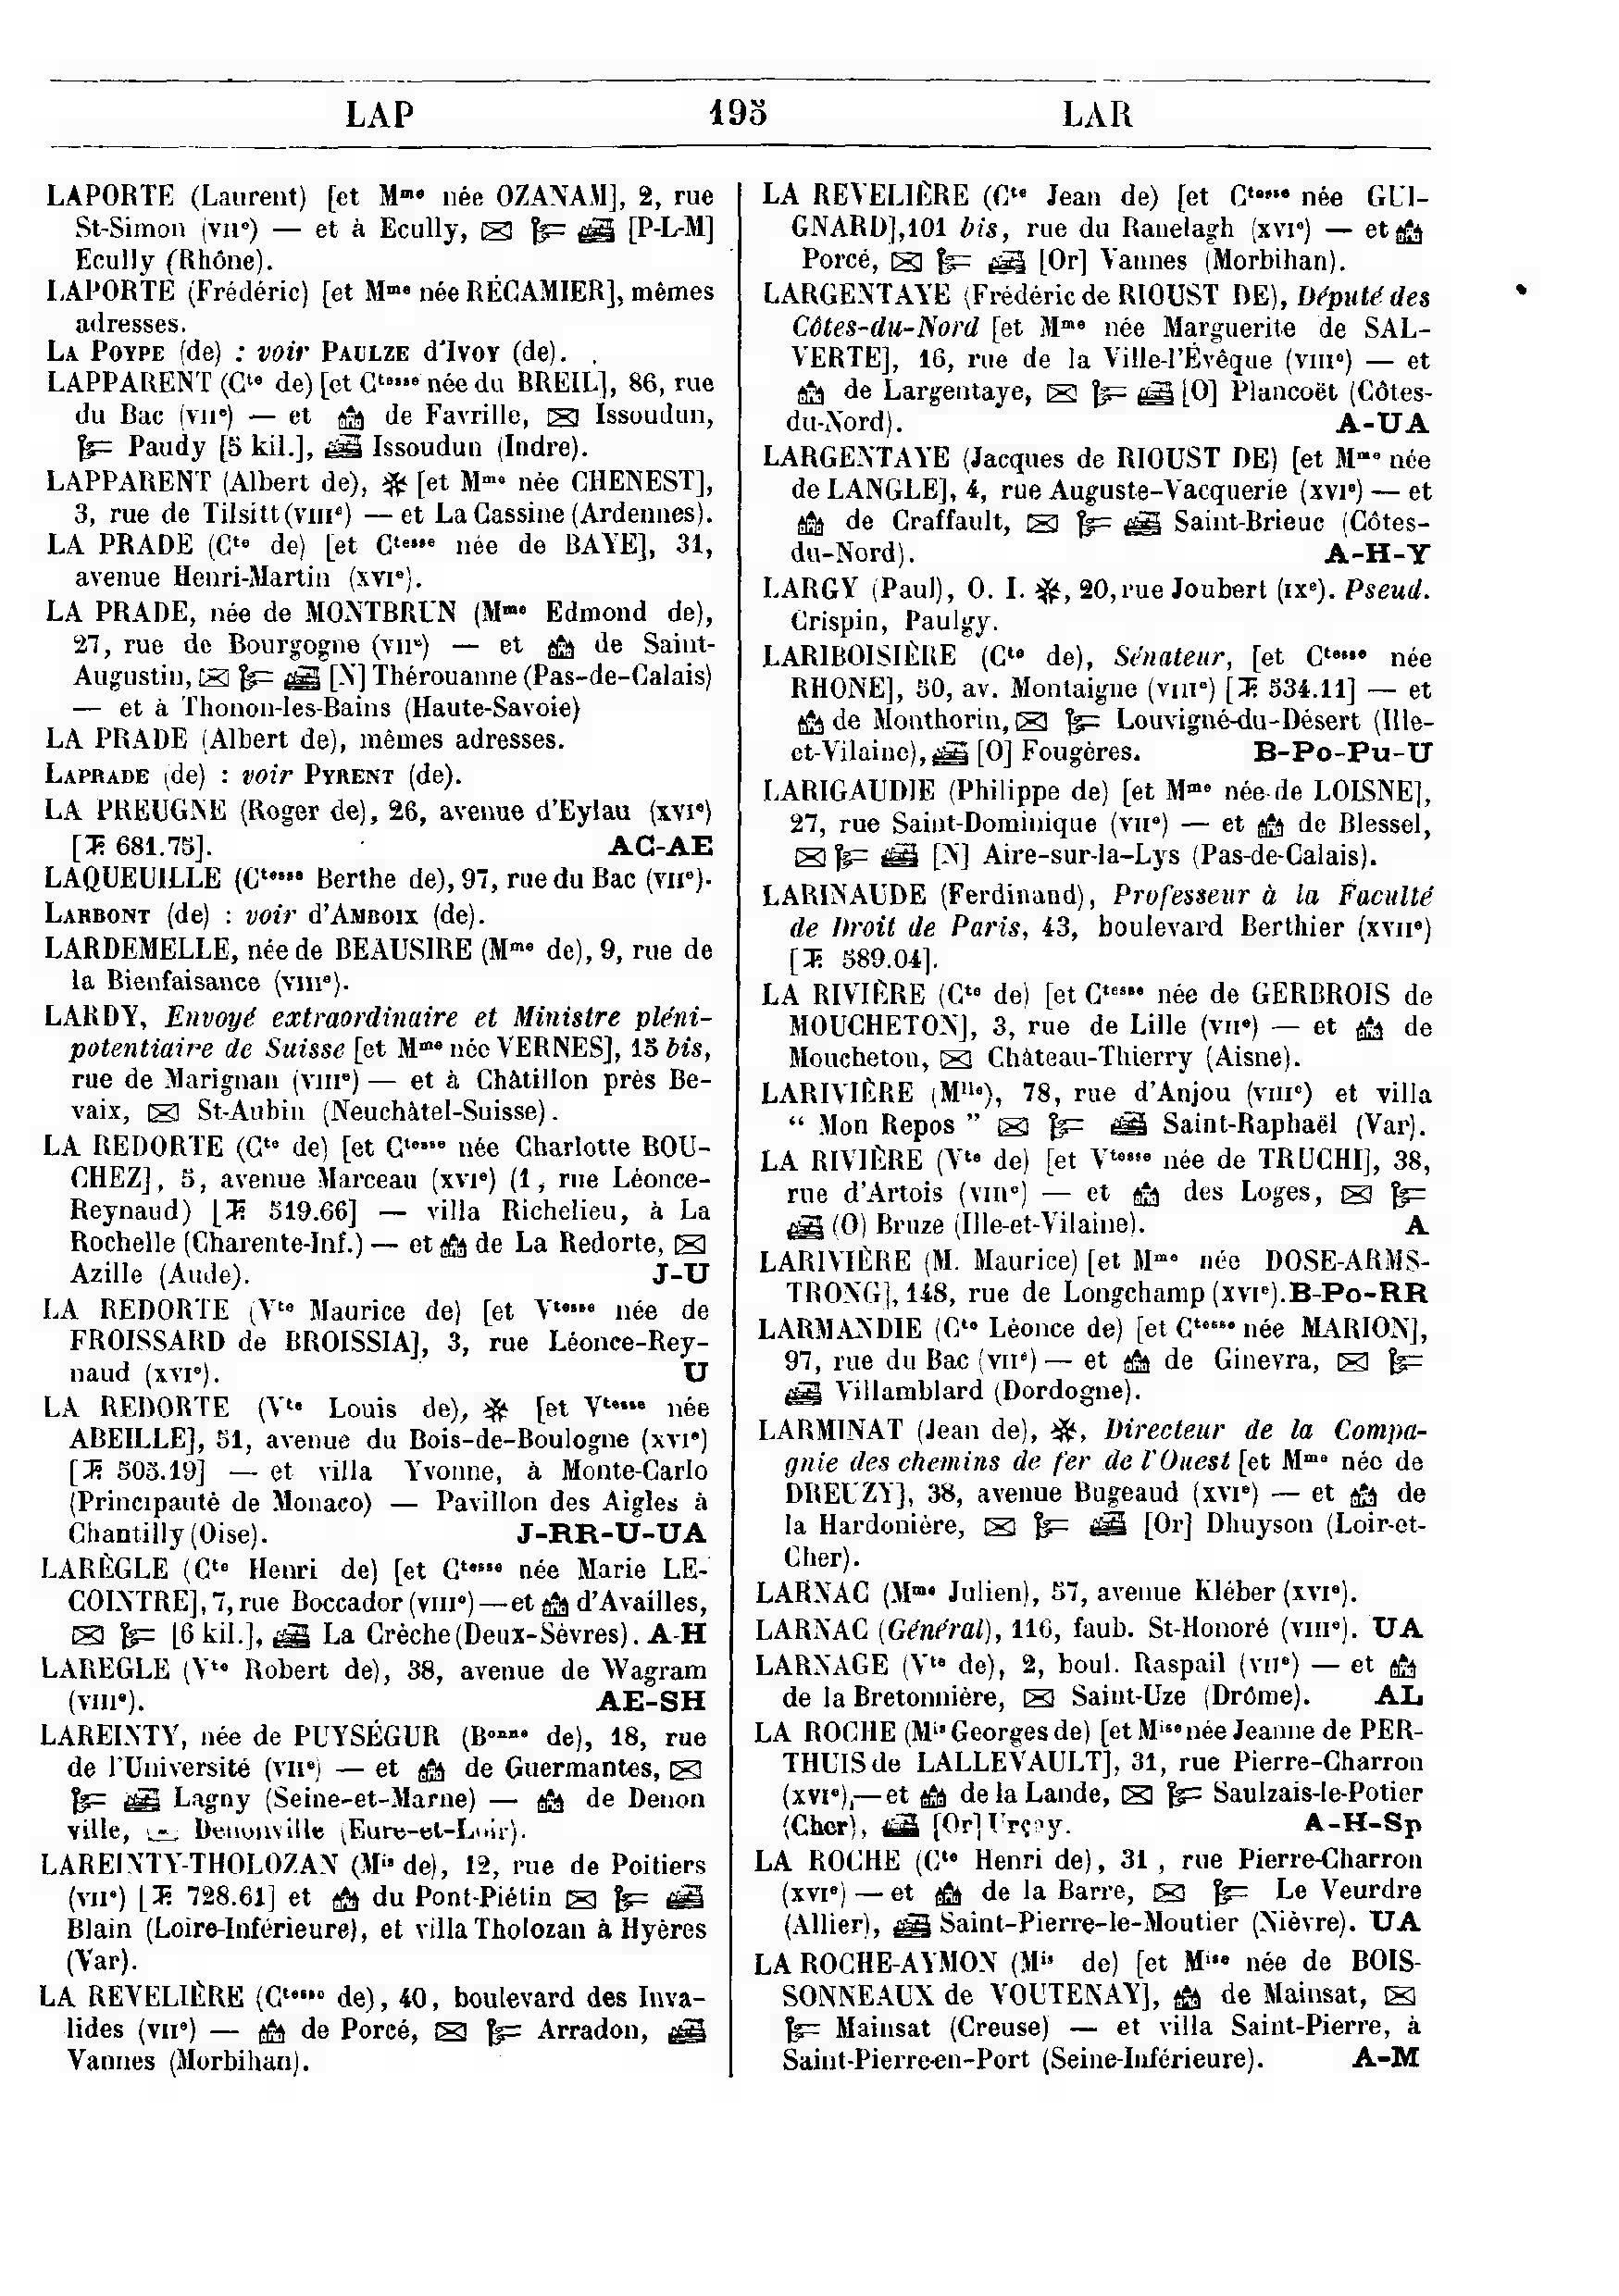 LAP 195 LAR
LAPORTE (Laurent) [et Mme née OZANAM], 2, rue
St-Simon (VIIe) — et à Ecully, [P-L-M]
Ecully (Rhône).
LAPORTE (Frédéric) [et Mme née RÉCAMIER], mêmes
adresses.
LA POYPE (de) : voir PAULZE d'IVOY (de).
LAPPARENT (Cte de) [et Ctesse née du BREIL], 86, rue
du Bac (VIIe) — et de Favrille, Issoudun,
Paudy [5 kil.], Issoudun (Indre).
LAPPARENT (Albert de), [et Mme née CHENEST],
3, rue de Tilsitt (VIIIe) — et La Cassine (Ardennes).
LA PRADE (Cte de) [et Ctesse née de BAYE], 31,
avenue Henri-Martin (XVIe).
LA PRADE, née de MONTBRUN (Mme Edmond de),
27, rue de Bourgogne (VIIe) — et de Saint-
Augustin, [N] Thérouanne (Pas-de-Calais)
— et à Thonon-les-Bains (Haute-Savoie)
LA PRADE (Albert de), mêmes adresses.
LAPRADE (de) : voir PYRENT (de).
LA PREUGNE (Roger de), 26, avenue d'Eylau (XVIe)
[T. 681.75]. AC-AE
LAQUEUILLE (Ctesse Berthe de), 97, rue du Bac (VIIe).
LARBONT (de) : voir d'AMBOIX (de).
LARDEMELLE, née de BEAUSIRE (Mme de), 9, rue de
la Bienfaisance (VIIIe).
LARDY, Envoyé extraordinaire et Ministre pléni-
potentiaire de Suisse [et Mme née VERNES], 15 bis,
rue de Marignan (VIIIe) — et à Châtillon près Be-
vaix, St-Aubin (Neuchâtel-Suisse).
LA REDORTE (Cte de) [et Ctesse née Charlotte BOU-
CHEZ], 5, avenue Marceau (XVIe) (1, rue Léonce-
Reynaud) [T. 519.66] — villa Richelieu, à La
Rochelle (Charente-Inf.) — et de La Redorte,
Azille (Aude). J-U
LA REDORTE (Vte Maurice de) [et Vtesse née de
FROISSARD de BROISSIA], 3, rue Léonce-Rey-
naud (XVIe). U
LA REDORTE (Vte Louis de), [et Vtesse née
ABEILLE], 51, avenue du Bois-de-Boulogne (XVIe)
[T. 505.19] — et villa Yvonne, à Monte-Carlo
(Principauté de Monaco) — Pavillon des Aigles à
Chantilly (Oise). J-RR-U-UA
LARÈGLE (Cte Henri de) [et Ctesse née Marie LE-
COINTRE], 7, rue Boccador (VIIIe) — et d'Availles,
[6 kil.], La Crèche (Deux-Sèvres). A-H
LAREGLE (Vte Robert de), 38, avenue de Wagram
(VIIIe). AE-SH
LAREINTY, née de PUYSÉGUR (Bonne de), 18, rue
de l'Université (VIIe) — et de Guermantes,
Lagny (Seine-et-Marne) — de Denon
ville, Denonville (Eure-et-Loir).
LAREINTY-THOLOZAN (Mis de), 12, rue de Poitiers
(VIIe) [T. 728.61] et du Pont-Piétin
Blain (Loire-Inférieure), et villa Tholozan à Hyères
(Var).
LA REVELIÈRE (Ctesse de), 40, boulevard des Inva-
lides (VIIe) — de Porcé, Arradon,
Vannes (Morbihan).
LA REVELIÈRE (Cte Jean de) [et Ctesse née GUI-
GNARD], 101 bis, rue du Ranelagh (XVIe) — et
Porcé, [Or] Vannes (Morbihan).
LARGENTAYE (Frédéric de RIOUST DE), Député des
Côtes-du-Nord [et Mme née Marguerite de SAL-
VERTE], 16, rue de la Ville-l'Évêque (VIIIe) — et
de Largentaye, [O] Plancoët (Côtes-
du-Nord). A-UA
LARGENTAYE (Jacques de RIOUST DE) [et Mme née
de LANGLE], 4, rue Auguste-Vacquerie (XVIe) — et
de Craffault, Saint-Brieuc (Côtes-
du-Nord). A-H-Y
LARGY (Paul), O. I. , 20, rue Joubert (IXe). Pseud.
Crispin, Paulgy.
LARIBOISIÈRE (Cte de), Sénateur, [et Ctesse née
RHONE], 50, av. Montaigne (VIIIe) [T. 534.11] — et
de Monthorin, Louvigné-du-Désert (Ille-
et-Vilaine), [O] Fougères. B-Po-Pu-U
LARIGAUDIE (Philippe de) [et Mme née de LOISNE],
27, rue Saint-Dominique (VIIe) — et de Blessel,
[N] Aire-sur-la-Lys (Pas-de-Calais).
LARINAUDE (Ferdinand), Professeur à la Faculté
de Droit de Paris, 43, boulevard Berthier (XVIIe)
[T. 589.04].
LA RIVIÈRE (Cte de) [et Ctesse née de GERBROIS de
MOUCHETON], 3, rue de Lille (VIIe) — et de
Moucheton, Château-Thierry (Aisne).
LARIVIÈRE (Mlle), 78, rue d'Anjou (VIIIe) et villa
“ Mon Repos ” Saint-Raphaël (Var).
LA RIVIÈRE (Vte de) [et Vtesse née de TRUCHI], 38,
rue d'Artois (VIIIe) — et des Loges,
(O) Bruze (Ille-et-Vilaine). A
LARIVIÈRE (M. Maurice) [et Mme née DOSE-ARMS-
TRONG], 148, rue de Longchamp (XVIe). B-Po-RR
LARMANDIE (Cte Léonce de) [et Ctesse née MARION],
97, rue du Bac (VIIe) — et de Ginevra,
Villamblard (Dordogne).
LARMINAT (Jean de), , Directeur de la Compa-
gnie des chemins de fer de l'Ouest [et Mme née de
DREUZY], 38, avenue Bugeaud (XVIe) — et de
la Hardonière, [Or] Dhuyson (Loir-et-
Cher).
LARNAC (Mme Julien), 57, avenue Kléber (XVIe).
LARNAC (Général), 116, faub. St-Honoré (VIIIe). UA
LARNAGE (Vte de), 2, boul. Raspail (VIIe) — et
de la Bretonnière, Saint-Uze (Drôme). AL
LA ROCHE (Mis Georges de) [et Mise née Jeanne de PER-
THUIS de LALLEVAULT], 31, rue Pierre-Charron
(XVIe),—et de la Lande, Saulzais-le-Potier
(Cher), [Or] Urçay. A-H-Sp
LA ROCHE (Cte Henri de), 31, rue Pierre-Charron
(XVIe) — et de la Barre, Le Veurdre
(Allier), Saint-Pierre-le-Moutier (Nièvre). UA
LA ROCHE-AYMON (Mis de) [et Mise née de BOIS-
SONNEAUX de VOUTENAY], de Mainsat,
Mainsat (Creuse) — et villa Saint-Pierre, à
Saint-Pierre-en-Port (Seine-Inférieure). A-M